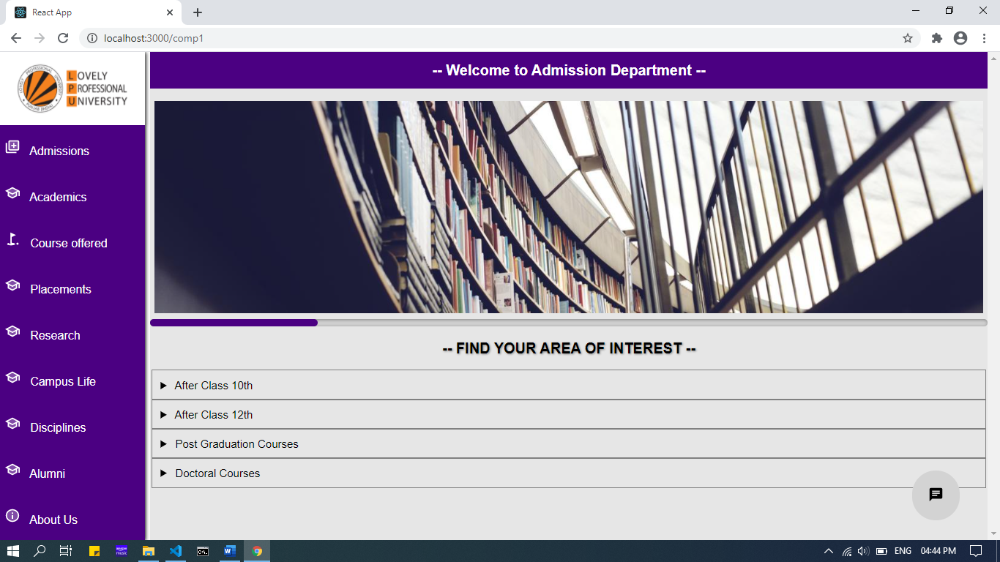 React App
localhost:3000/comp1
LOVELY
PROFESSIONAL
UNIVERSITY
-- Welcome to Admission Department --
Admissions
Academics
Course offered
Placements
Research
Campus Life
Disciplines
Alumni
About Us
-- FIND YOUR AREA OF INTEREST --
After Class 10th
After Class 12th
Post Graduation Courses
Doctoral Courses
amazon music
C:\.
ENG
04:44 PM